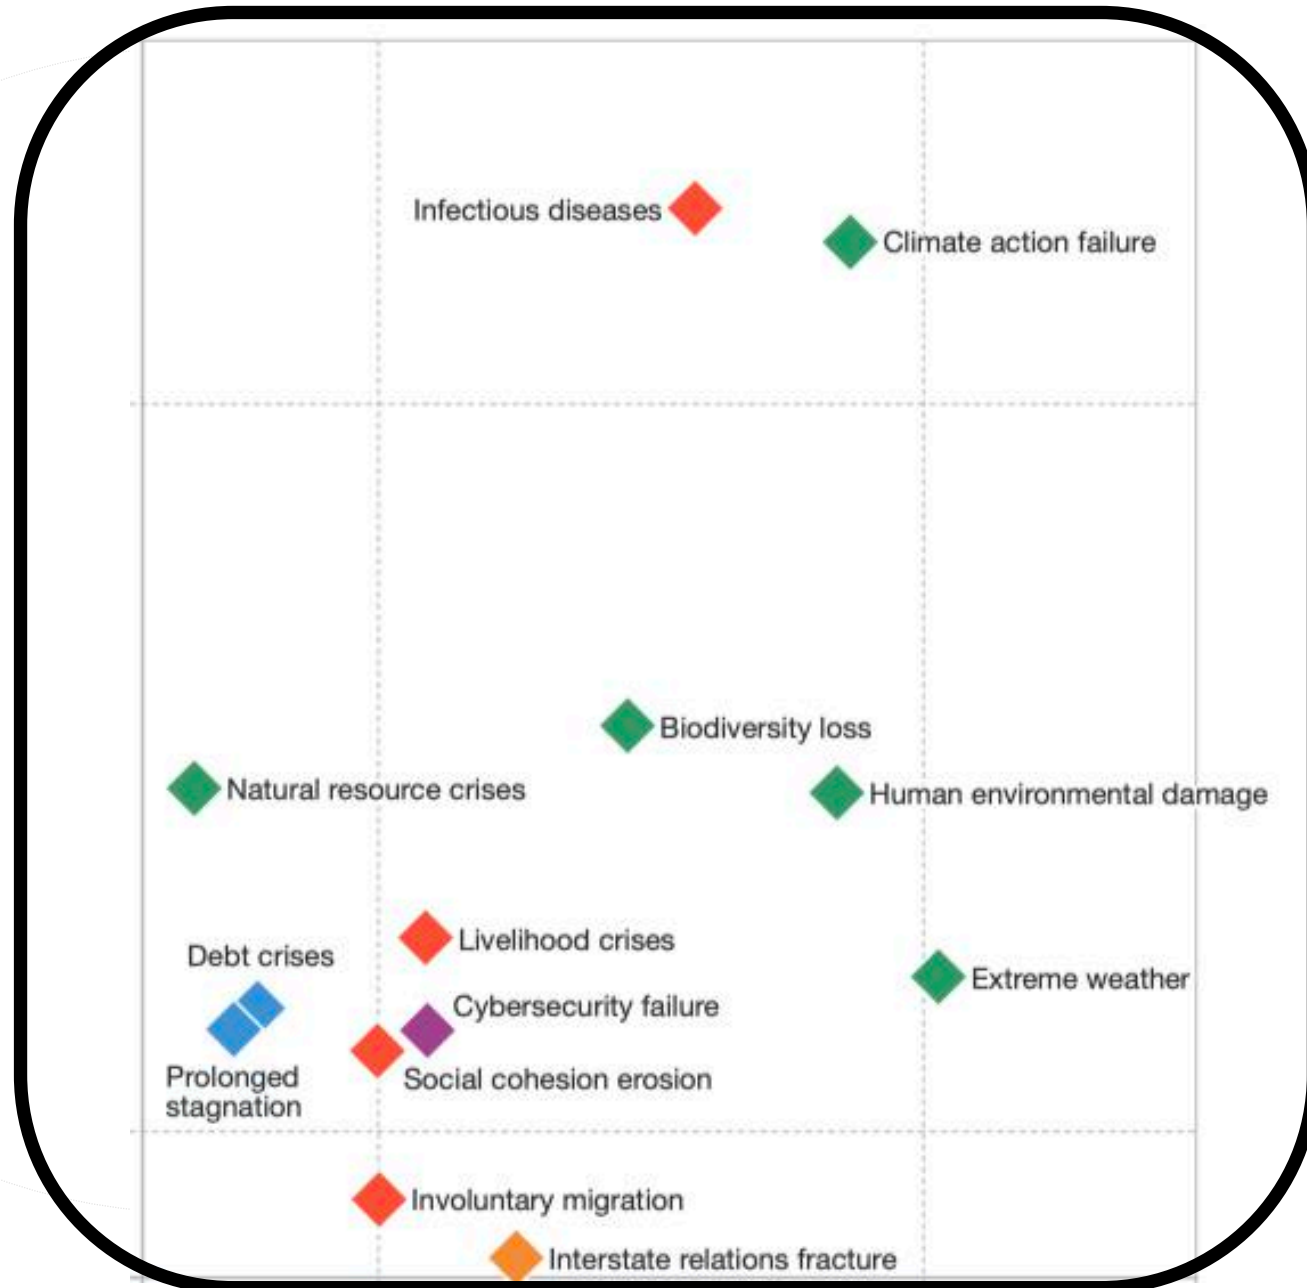 Infectious diseases
Climate action failure
Biodiversity loss
Natural resource crises
Human environmental damage
Livelihood crises
Debt crises
Extreme weather
Cybersecurity failure
Prolonged
stagnation
Social cohesion erosion
Involuntary migration
Interstate relations fracture